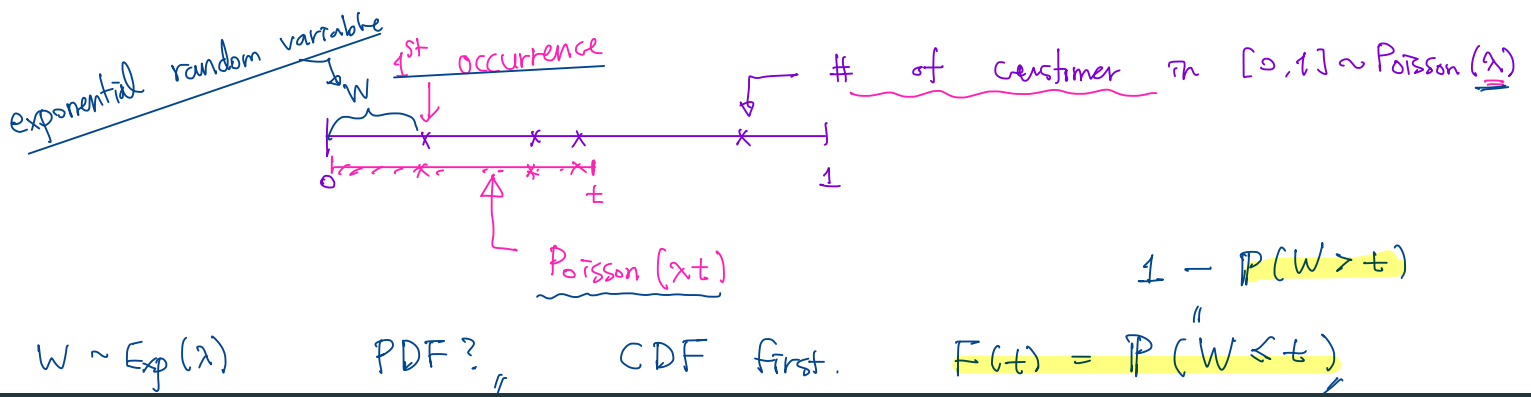 exponential random variable
1st occurrence
W
# of customer in [0,1] ~ Poisson (λ)
0
t
1
Poisson (λt)
1 - P(W > t)
W ~ Exp(λ) PDF? CDF first. F(t) = P(W ≤ t)